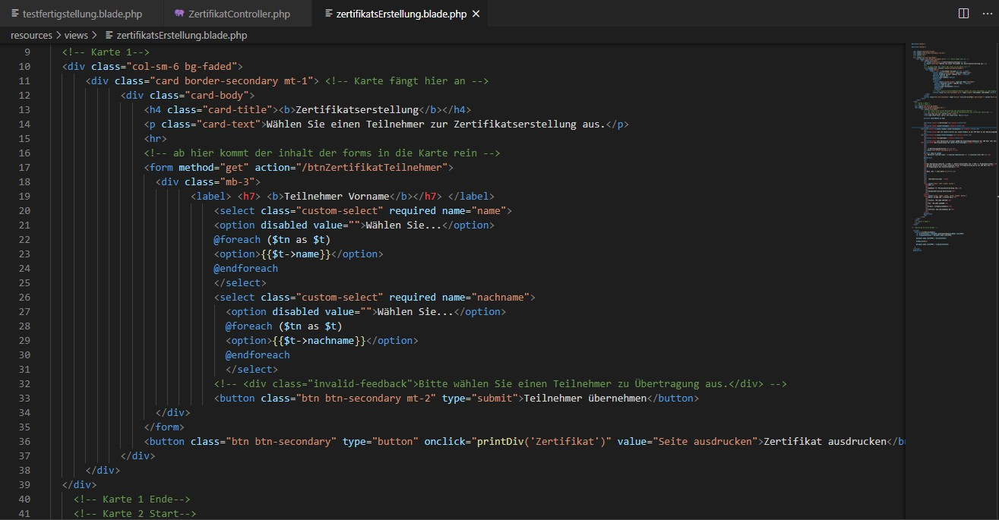 testfertigstellung.blade.php ZertifikatController.php zertifikatsErstellung.blade.php
resources > views > zertifikatsErstellung.blade.php
9 <!-- Karte 1-->
10 <div class="col-sm-6 bg-faded">
11 <div class="card border-secondary mt-1"> <!-- Karte fängt hier an -->
12 <div class="card-body">
13 <h4 class="card-title"><b>Zertifikatserstellung</b></h4>
14 <p class="card-text">Wählen Sie einen Teilnehmer zur Zertifikatserstellung aus.</p>
15 <hr>
16 <!-- ab hier kommt der inhalt der forms in die Karte rein -->
17 <form method="get" action="/btnZertifikatTeilnehmer">
18 <div class="mb-3">
19 <label> <h7> <b>Teilnehmer Vorname</b></h7> </label>
20 <select class="custom-select" required name="name">
21 <option disabled value="">Wählen Sie...</option>
22 @foreach ($tn as $t)
23 <option>{{$t->name}}</option>
24 @endforeach
25 </select>
26 <select class="custom-select" required name="nachname">
27 <option disabled value="">Wählen Sie...</option>
28 @foreach ($tn as $t)
29 <option>{{$t->nachname}}</option>
30 @endforeach
31 </select>
32 <!-- <div class="invalid-feedback">Bitte wählen Sie einen Teilnehmer zu Übertragung aus.</div> -->
33 <button class="btn btn-secondary mt-2" type="submit">Teilnehmer übernehmen</button>
34 </div>
35 </form>
36 <button class="btn btn-secondary" type="button" onclick="printDiv('Zertifikat')" value="Seite ausdrucken">Zertifikat ausdrucken</bu
37 </div>
38 </div>
39 </div>
40 <!-- Karte 1 Ende-->
41 <!-- Karte 2 Start-->